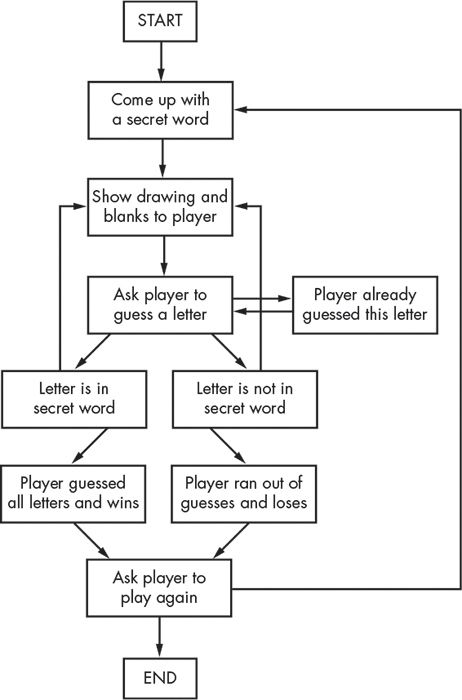 START
Come up with
a secret word
Show drawing and
blanks to player
Ask player to
guess a letter
Player already
guessed this letter
Letter is in
secret word
Letter is not in
secret word
Player guessed
all letters and wins
Player ran out of
guesses and loses
Ask player to
play again
END